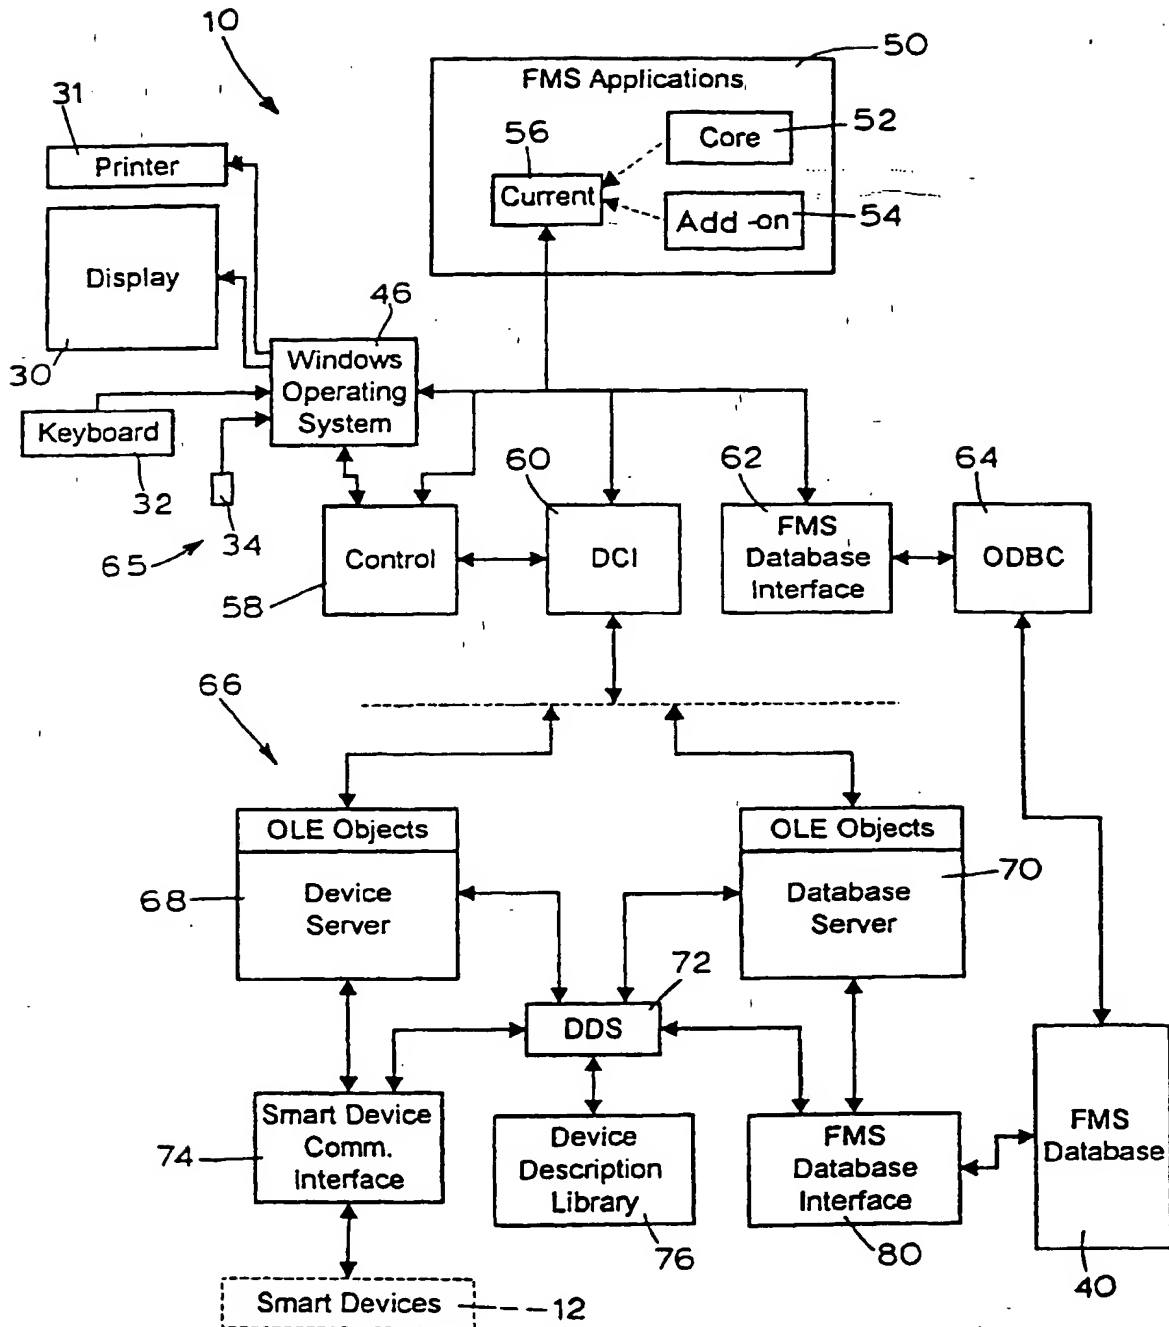 10
50
FMS Applications
31
Printer
56
Core
52
Current
Add-on
54
Display
30
46
Windows
Operating
System
Keyboard
32
34
65
60
62
64
Control
58
DCI
FMS
Database
Interface
ODBC
66
OLE Objects
Device
Server
68
OLE Objects
Database
Server
70
72
DDS
Smart Device
Comm.
Interface
74
Device
Description
Library
76
FMS
Database
Interface
80
FMS
Database
40
Smart Devices
12